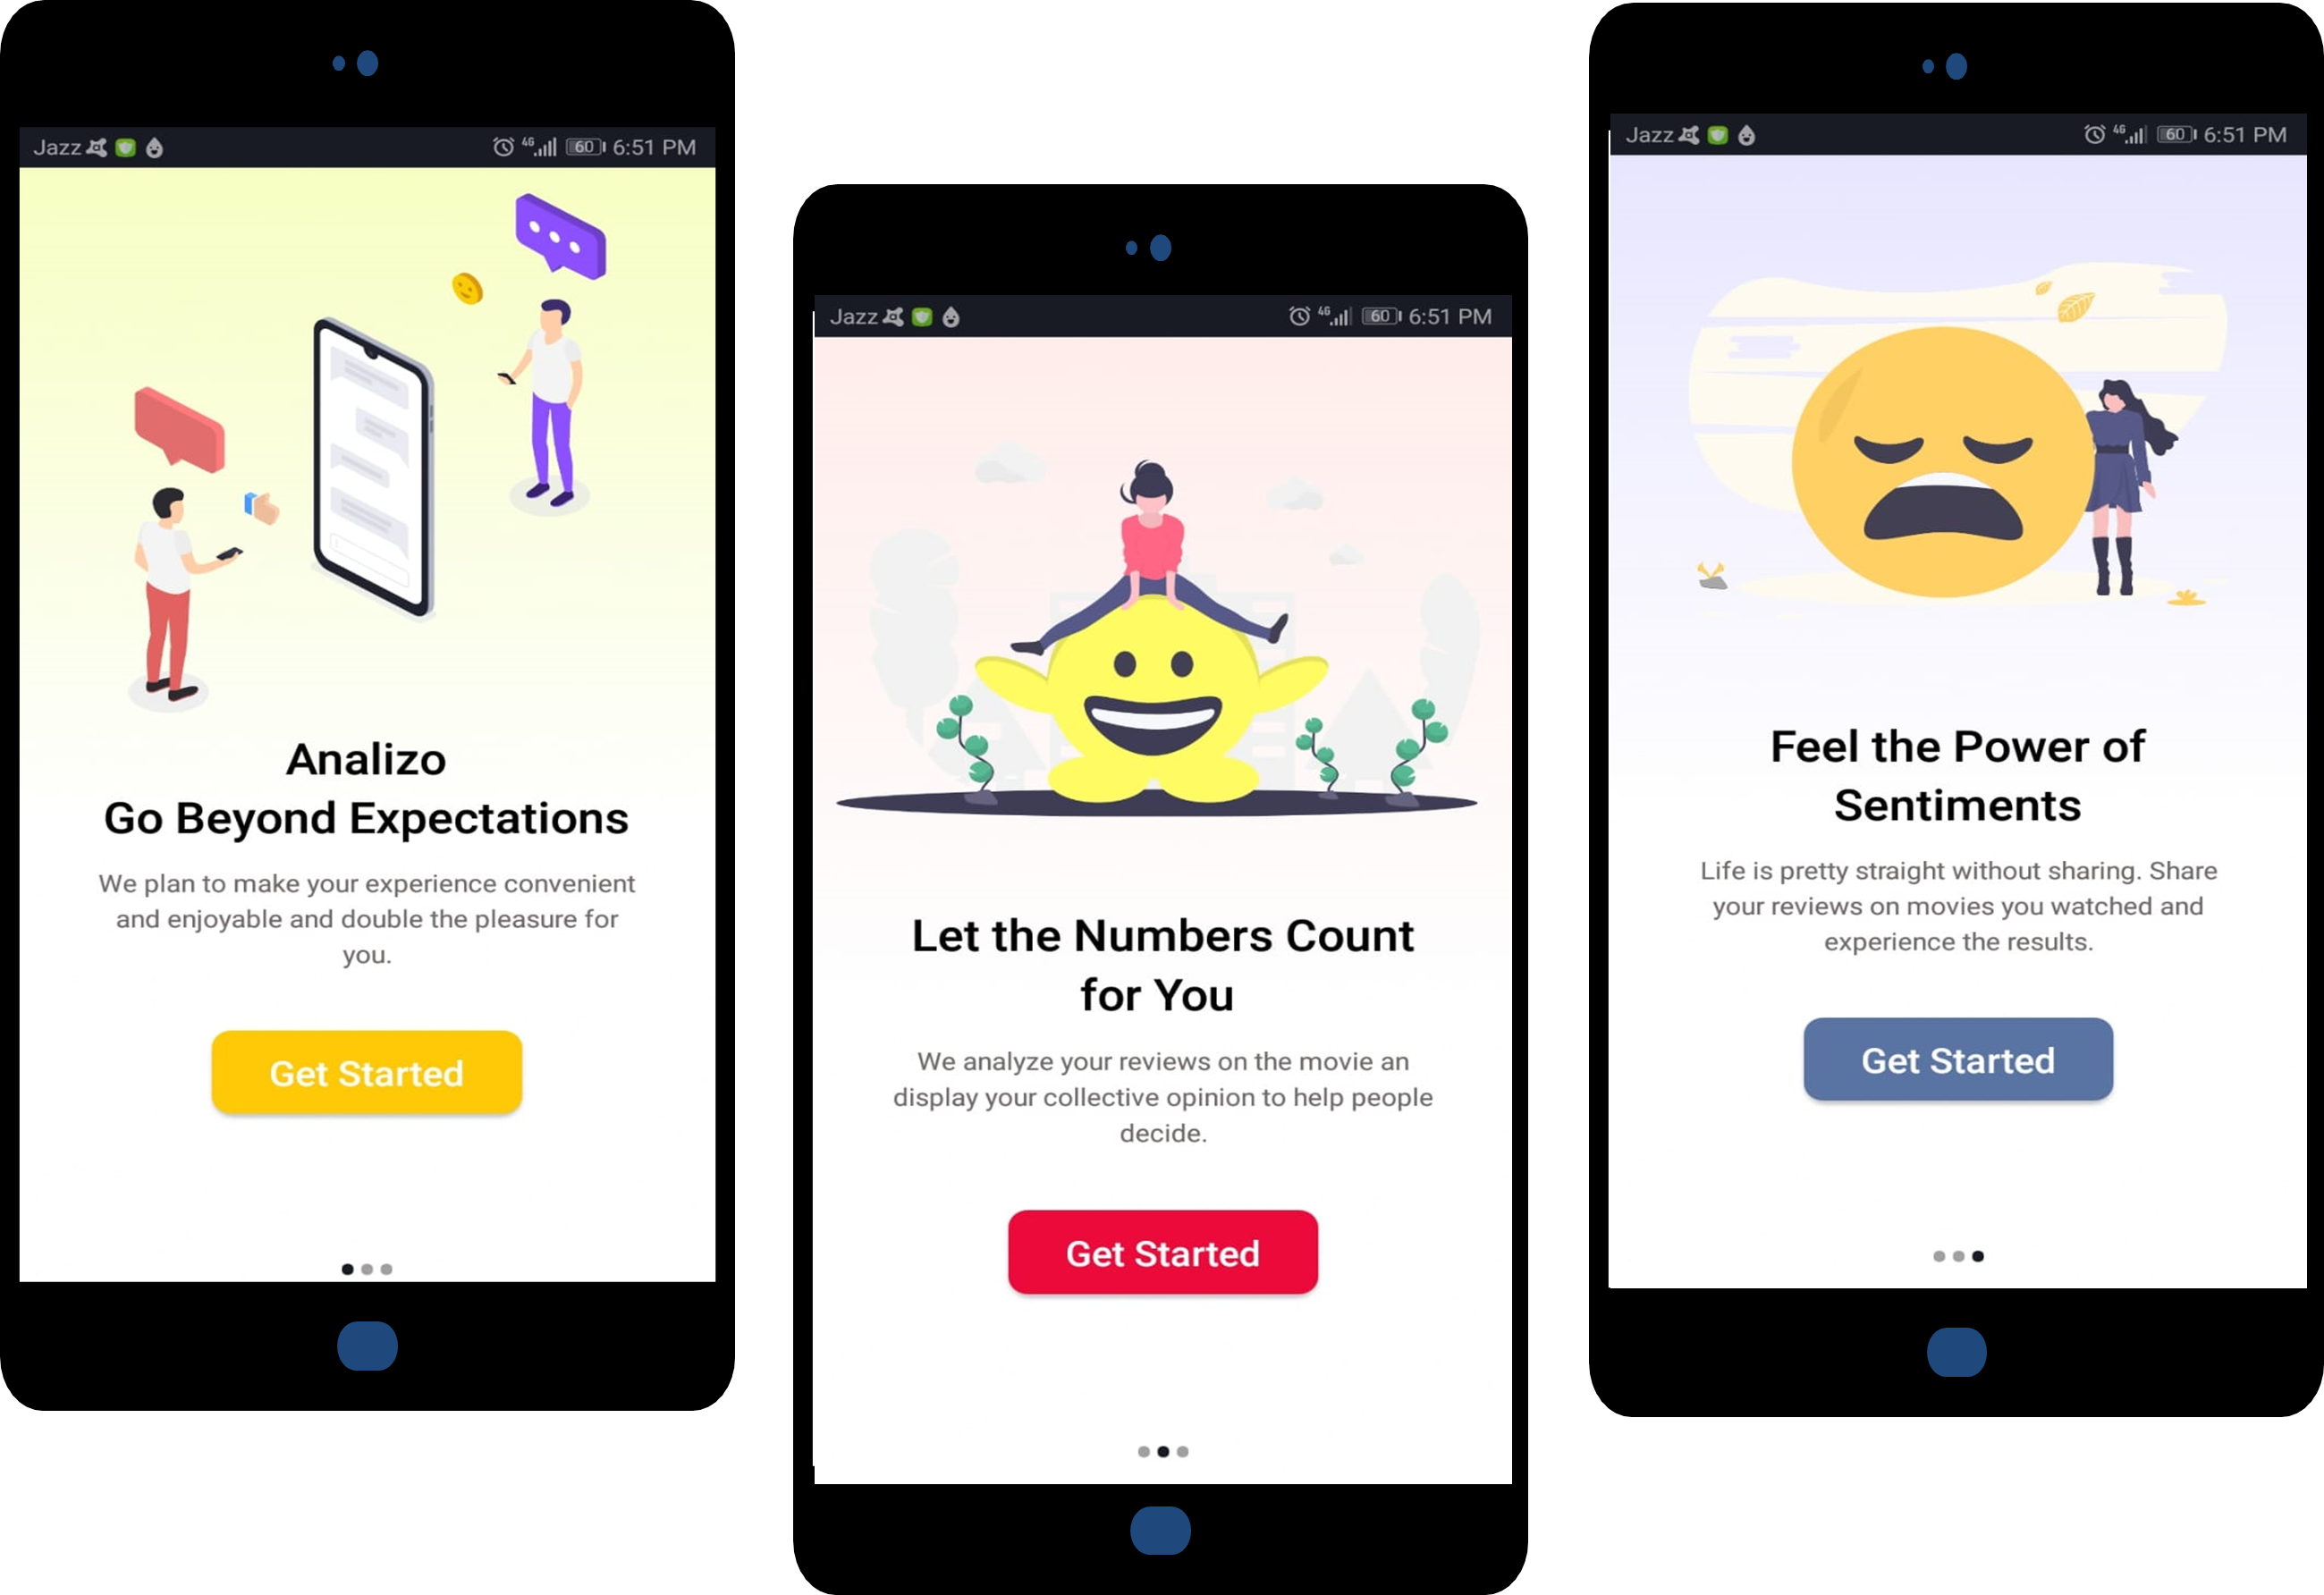 Jazz 4G 60 6:51 PM
Analizo
Go Beyond Expectations
We plan to make your experience convenient
and enjoyable and double the pleasure for
you.
Get Started
Jazz 4G 60 6:51 PM
Let the Numbers Count
for You
We analyze your reviews on the movie an
display your collective opinion to help people
decide.
Get Started
Jazz 4G 60 6:51 PM
Feel the Power of
Sentiments
Life is pretty straight without sharing. Share
your reviews on movies you watched and
experience the results.
Get Started